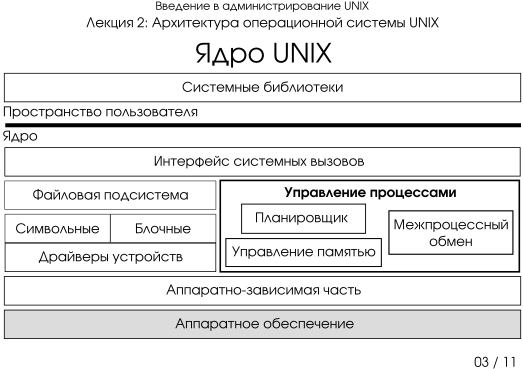 Введение в администрирование UNIX
Лекция 2: Архитектура операционной системы UNIX
Ядро UNIX
Системные библиотеки
Пространство пользователя
Ядро
Интерфейс системных вызовов
Файловая подсистема
Символьные
Блочные
Драйверы устройств
Управление процессами
Планировщик
Управление памятью
Межпроцессный
обмен
Аппаратно-зависимая часть
Аппаратное обеспечение
03 / 11